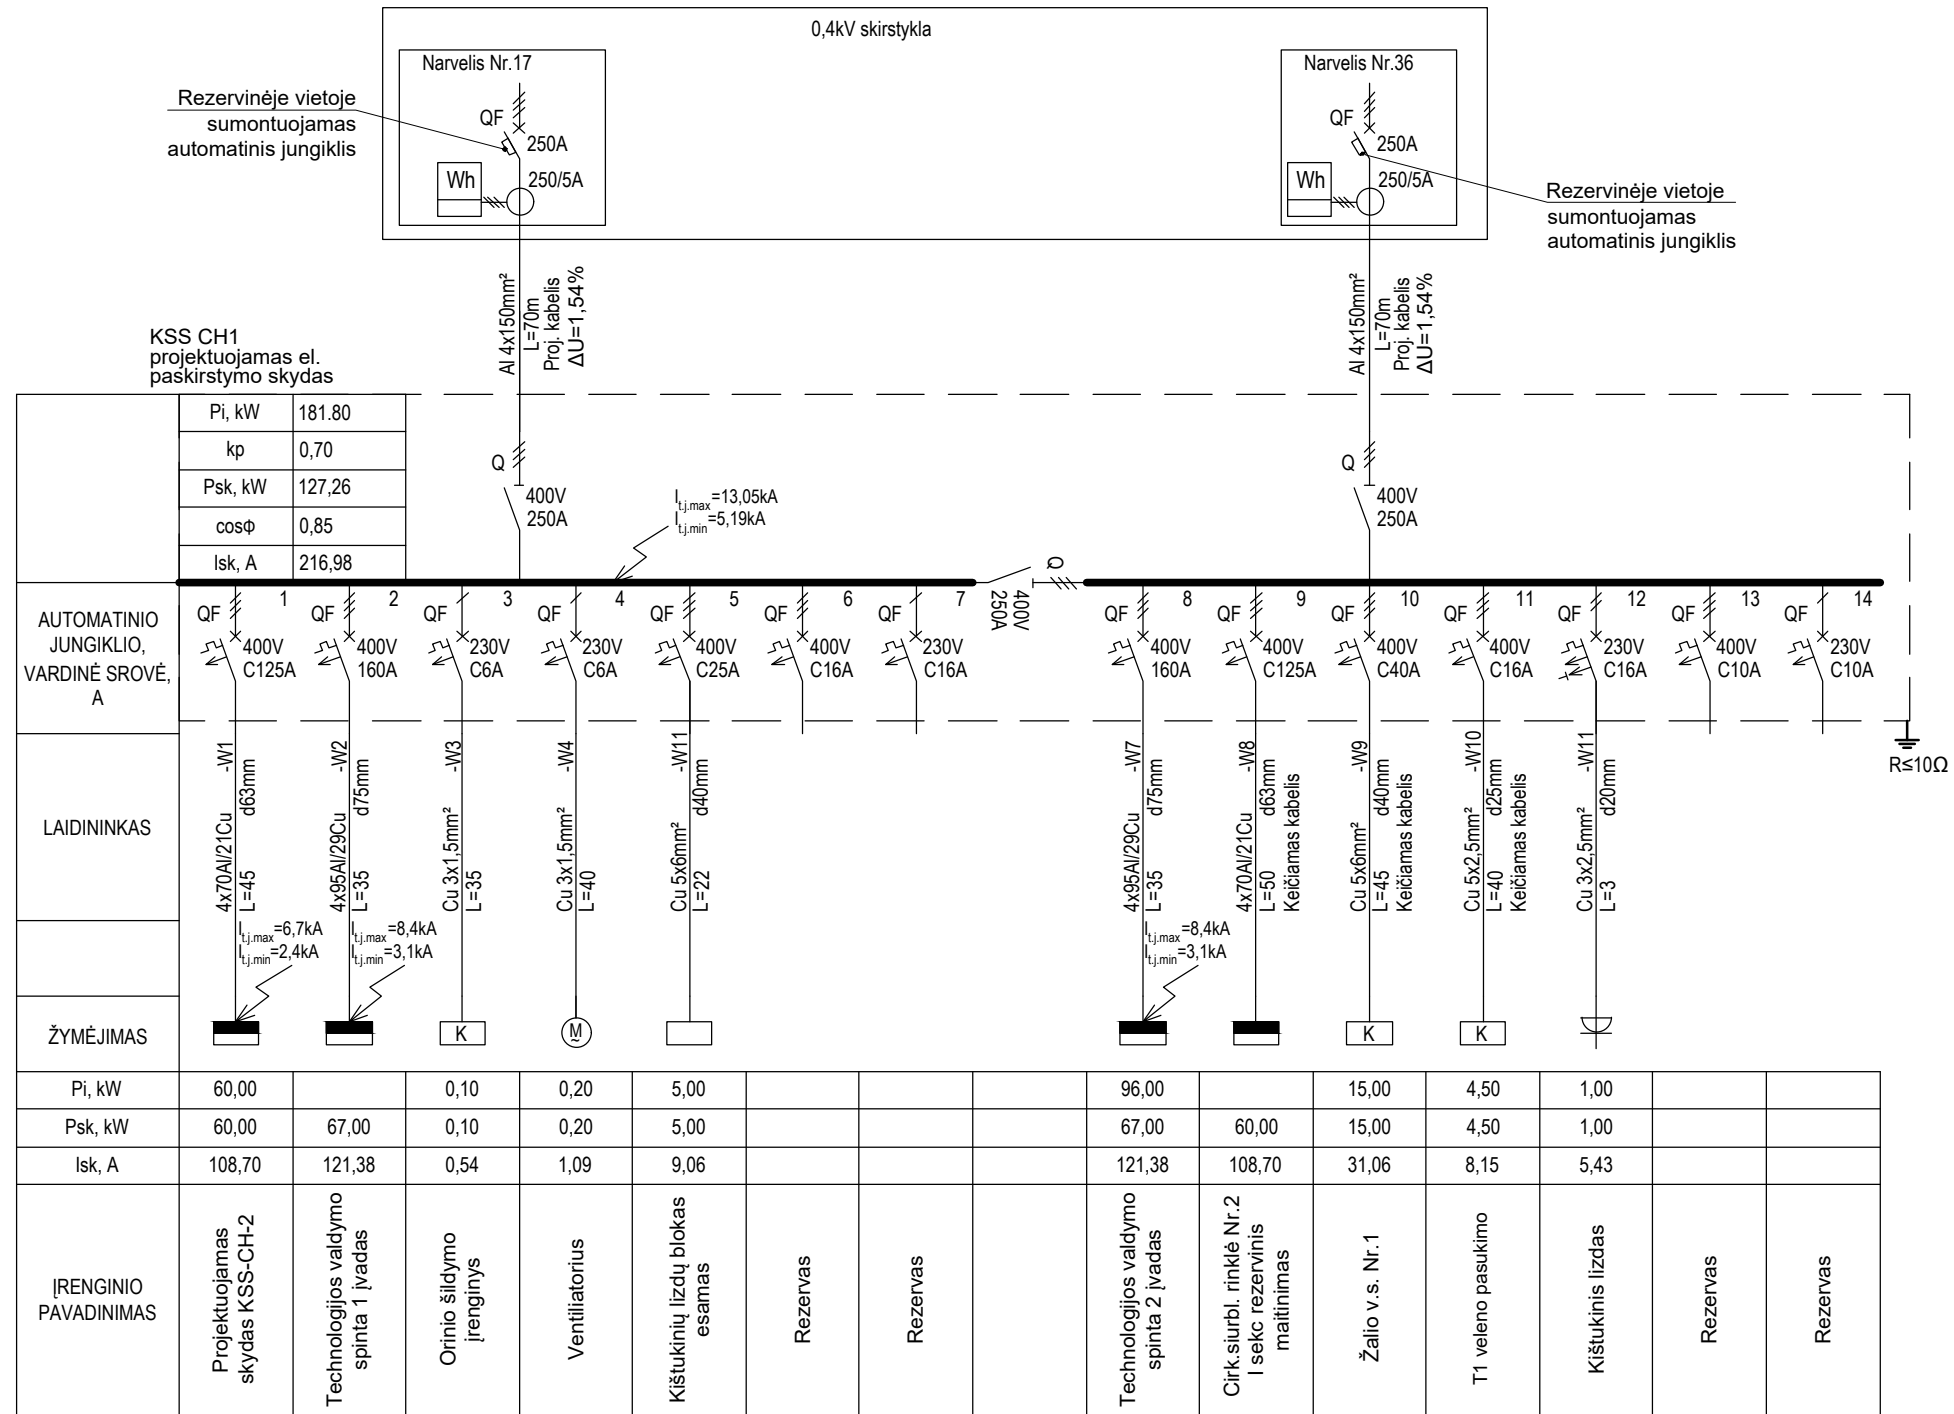 0,4kV skirstykla
Narvelis Nr.17
Narvelis Nr.36
Rezervinėje vietoje
sumontuojamas
automatinis jungiklis
QF
250A
Wh
250/5A
QF
250A
Wh
250/5A
Rezervinėje vietoje
sumontuojamas
automatinis jungiklis
Al 4x150mm²
L=70m
Proj. kabelis
ΔU=1,54%
Al 4x150mm²
L=70m
Proj. kabelis
ΔU=1,54%
KSS CH1
projektuojamas el.
paskirstymo skydas
Pi, kW 181.80
kp 0,70
Psk, kW 127,26
cosΦ 0,85
Isk, A 216,98
Q
400V
250A
It.j.max=13,05kA
It.j.min=5,19kA
Q
400V
250A
Q
400V
250A
AUTOMATINIO
JUNGIKLIO,
VARDINĖ SROVĖ,
A
QF 1
400V
C125A
QF 2
400V
160A
QF 3
230V
C6A
QF 4
230V
C6A
QF 5
400V
C25A
QF 6
400V
C16A
QF 7
230V
C16A
QF 8
400V
160A
QF 9
400V
C125A
QF 10
400V
C40A
QF 11
400V
C16A
QF 12
230V
C16A
QF 13
400V
C10A
QF 14
230V
C10A
R≤10Ω
LAIDININKAS
4x70Al/21Cu -W1
L=45 d63mm
4x95Al/29Cu -W2
L=35 d75mm
Cu 3x1,5mm² -W3
L=35
Cu 3x1,5mm² -W4
L=40
Cu 5x6mm² -W11
L=22 d40mm
4x95Al/29Cu -W7
L=35 d75mm
4x70Al/21Cu -W8
L=50 d63mm
Keičiamas kabelis
Cu 5x6mm² -W9
L=45 d40mm
Keičiamas kabelis
Cu 5x2,5mm² -W10
L=40 d25mm
Keičiamas kabelis
Cu 3x2,5mm² -W11
L=3 d20mm
It.j.max=6,7kA
It.j.min=2,4kA
It.j.max=8,4kA
It.j.min=3,1kA
It.j.max=8,4kA
It.j.min=3,1kA
ŽYMĖJIMAS
K
M
~
K
K
Pi, kW 60,00 0,10 0,20 5,00 96,00 15,00 4,50 1,00
Psk, kW 60,00 67,00 0,10 0,20 5,00 67,00 60,00 15,00 4,50 1,00
Isk, A 108,70 121,38 0,54 1,09 9,06 121,38 108,70 31,06 8,15 5,43
ĮRENGINIO
PAVADINIMAS
Projektuojamas
skydas KSS-CH-2
Technologijos valdymo
spinta 1 įvadas
Orinio šildymo
įrenginys
Ventiliatorius
Kištukinių lizdų blokas
esamas
Rezervas
Rezervas
Technologijos valdymo
spinta 2 įvadas
Cirk.siurbl. rinklė Nr.2
I sekc rezervinis
maitinimas
Žalio v.s. Nr.1
T1 veleno pasukimo
Kištukinis lizdas
Rezervas
Rezervas